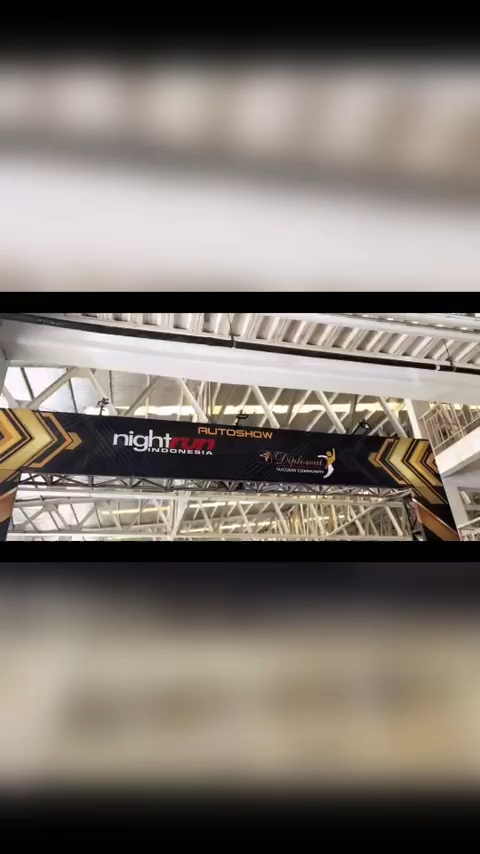 AUTOSHOW
nightrun
INDONESIA
Diplomat
SUCCESS COMMUNITY